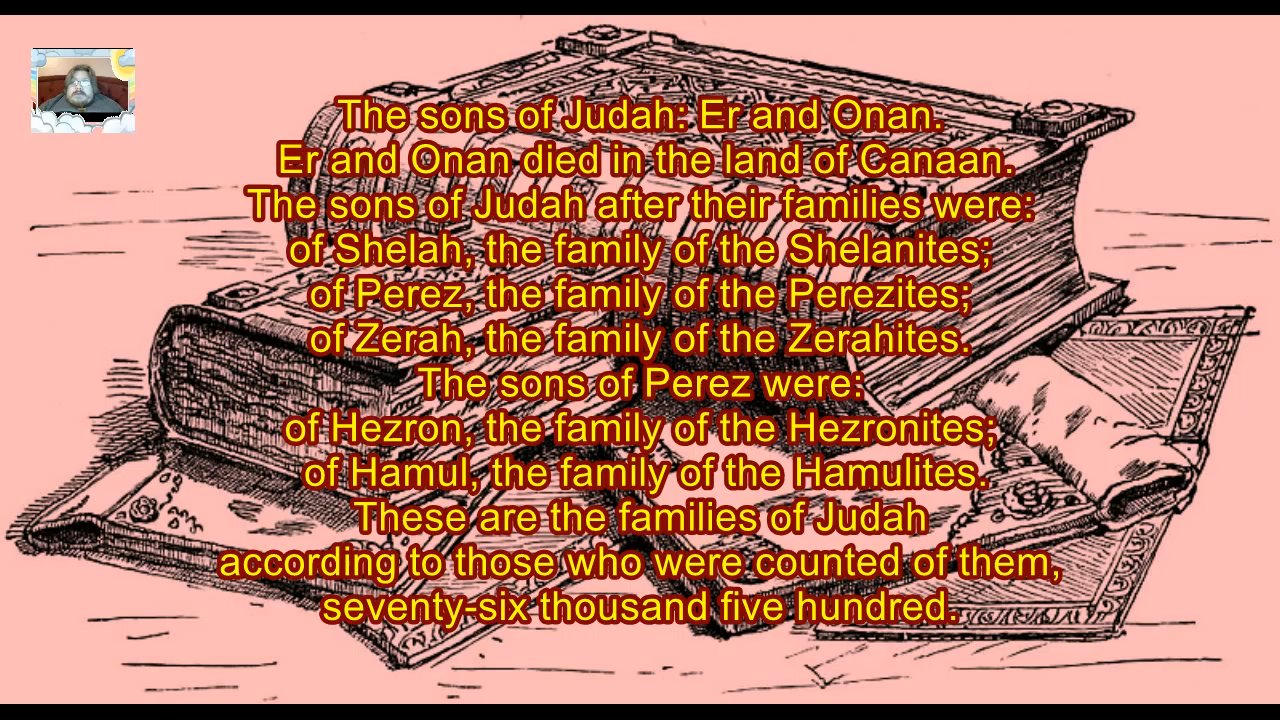 The sons of Judah: Er and Onan.
Er and Onan died in the land of Canaan.
The sons of Judah after their families were:
of Shelah, the family of the Shelanites;
of Perez, the family of the Perezites;
of Zerah, the family of the Zerahites.
The sons of Perez were:
of Hezron, the family of the Hezronites;
of Hamul, the family of the Hamulites.
These are the families of Judah
according to those who were counted of them,
seventy-six thousand five hundred.